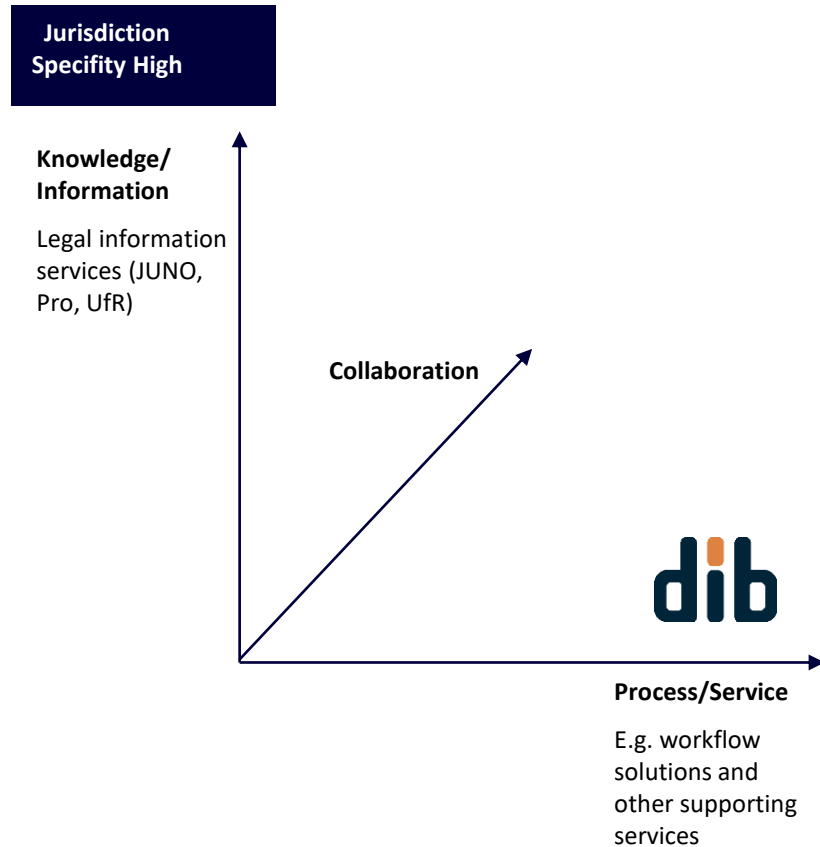 Jurisdiction
Specifity High
Knowledge/
Information
Legal information
services (JUNO,
Pro, UfR)
Collaboration
dib
Process/Service
E.g. workflow
solutions and
other supporting
services